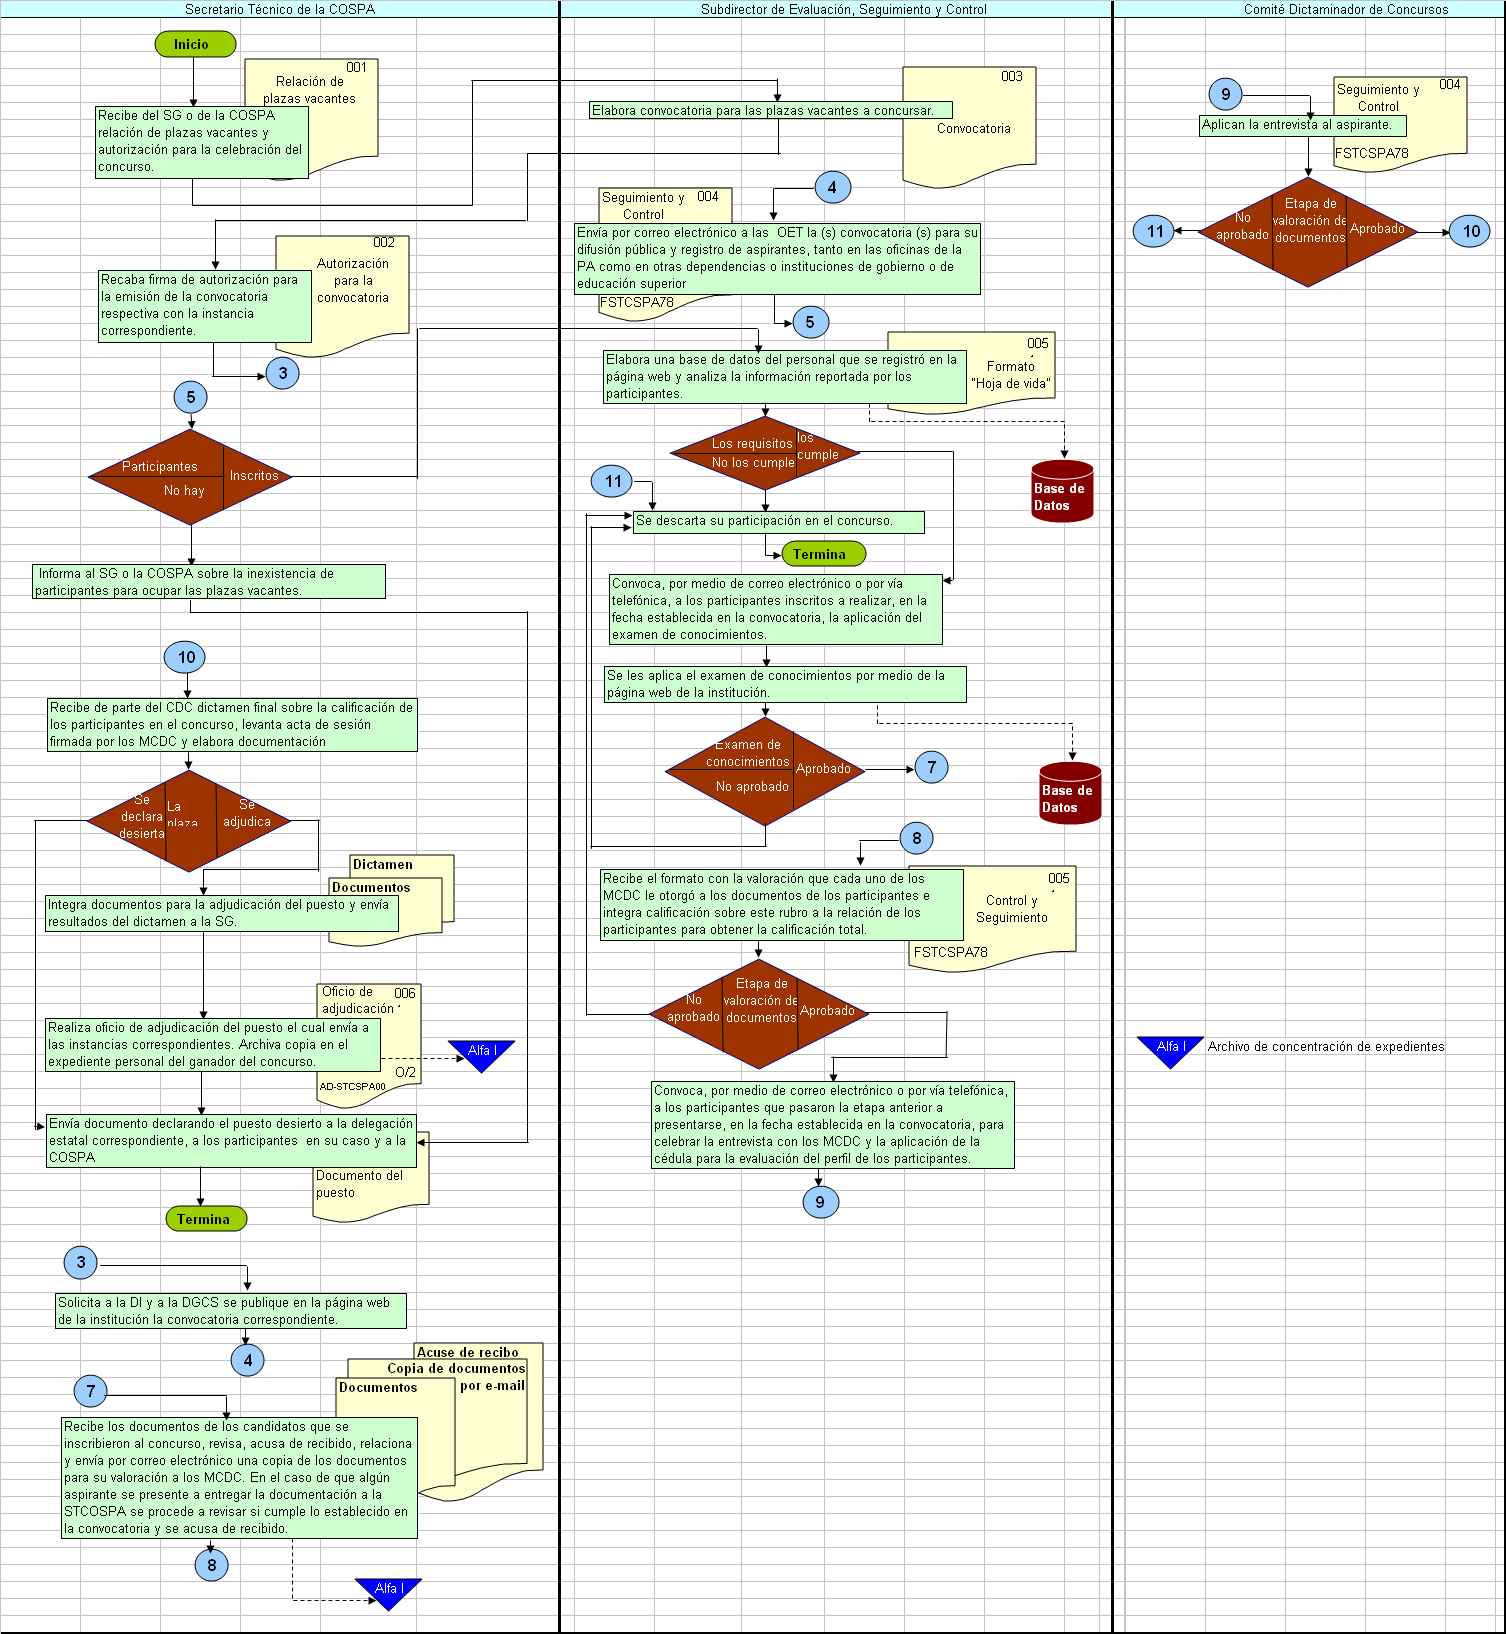 Secretario Técnico de la COSPA
Inicio
001
Relación de
plazas vacantes
Recibe del SG o de la COSPA
relación de plazas vacantes y
autorización para la celebración del
concurso.
002
Autorización
para la
convocatoria
Recaba firma de autorización para
la emisión de la convocatoria
respectiva con la instancia
correspondiente.
3
5
Participantes
No hay
Inscritos
Informa al SG o la COSPA sobre la inexistencia de
participantes para ocupar las plazas vacantes.
10
Recibe de parte del CDC dictamen final sobre la calificación de
los participantes en el concurso, levanta acta de sesión
firmada por los MCDC y elabora documentación
Se
declara
desierta
La
plaza
Se
adjudica
Dictamen
Documentos
Integra documentos para la adjudicación del puesto y envía
resultados del dictamen a la SG.
Oficio de
adjudicación
006
Realiza oficio de adjudicación del puesto el cual envía a
las instancias correspondientes. Archiva copia en el
expediente personal del ganador del concurso.
O/2
AD-STCSPA00
Alfa I
Envía documento declarando el puesto desierto a la delegación
estatal correspondiente, a los participantes en su caso y a la
COSPA
Documento del
puesto
Termina
3
Solicita a la DI y a la DGCS se publique en la página web
de la institución la convocatoria correspondiente.
4
Acuse de recibo
Copia de documentos
por e-mail
Documentos
7
Recibe los documentos de los candidatos que se
inscribieron al concurso, revisa, acusa de recibido, relaciona
y envía por correo electrónico una copia de los documentos
para su valoración a los MCDC. En el caso de que algún
aspirante se presente a entregar la documentación a la
STCOSPA se procede a revisar si cumple lo establecido en
la convocatoria y se acusa de recibido.
8
Alfa I
Subdirector de Evaluación, Seguimiento y Control
003
Elabora convocatoria para las plazas vacantes a concursar.
Convocatoria
4
Seguimiento y
Control
004
Envía por correo electrónico a las OET la (s) convocatoria (s) para su
difusión pública y registro de aspirantes, tanto en las oficinas de la
PA como en otras dependencias o instituciones de gobierno o de
educación superior
FSTCSPA78
5
005
Formato
"Hoja de vida"
Elabora una base de datos del personal que se registró en la
página web y analiza la información reportada por los
participantes.
Los requisitos
No los cumple
los
cumple
Base de
Datos
11
Se descarta su participación en el concurso.
Termina
Convoca, por medio de correo electrónico o por vía
telefónica, a los participantes inscritos a realizar, en la
fecha establecida en la convocatoria, la aplicación del
examen de conocimientos.
Se les aplica el examen de conocimientos por medio de la
página web de la institución.
Examen de
conocimientos
No aprobado
Aprobado
7
Base de
Datos
8
Recibe el formato con la valoración que cada uno de los
MCDC le otorgó a los documentos de los participantes e
integra calificación sobre este rubro a la relación de los
participantes para obtener la calificación total.
005
Control y
Seguimiento
FSTCSPA78
No
aprobado
Etapa de
valoración de
documentos
Aprobado
Convoca, por medio de correo electrónico o por vía telefónica,
a los participantes que pasaron la etapa anterior a
presentarse, en la fecha establecida en la convocatoria, para
celebrar la entrevista con los MCDC y la aplicación de la
cédula para la evaluación del perfil de los participantes.
9
Comité Dictaminador de Concursos
9
Seguimiento y
Control
004
Aplican la entrevista al aspirante.
FSTCSPA78
No
aprobado
Etapa de
valoración de
documentos
Aprobado
11
10
Alfa I
Archivo de concentración de expedientes